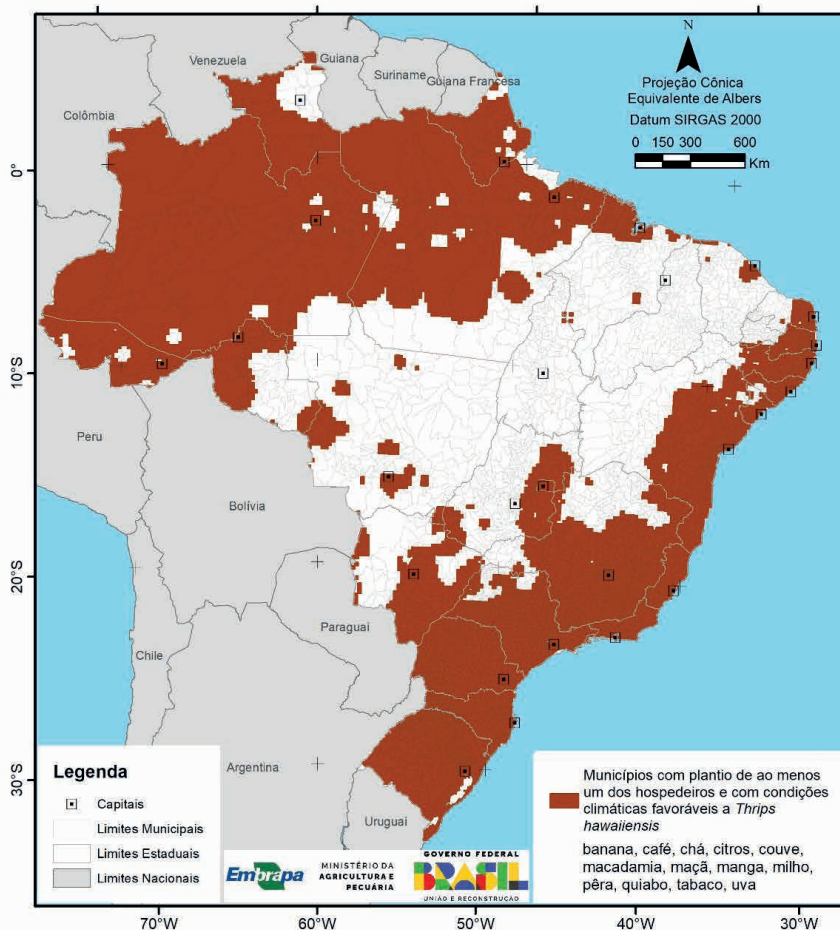 Venezuela
Guiana
Suriname
Guiana Francesa
Colômbia
N
Projeção Cônica
Equivalente de Albers
Datum SIRGAS 2000
0 150 300 600
Km
0°
10°S
20°S
30°S
Peru
Bolívia
Paraguai
Chile
Argentina
Uruguai
Legenda
Capitais
Limites Municipais
Limites Estaduais
Limites Nacionais
Embrapa
MINISTÉRIO DA
AGRICULTURA E
PECUÁRIA
GOVERNO FEDERAL
BRASIL
UNIÃO E RECONSTRUÇÃO
Municípios com plantio de ao menos
um dos hospedeiros e com condições
climáticas favoráveis a Thrips
hawaiiensis
banana, café, chá, citros, couve,
macadamia, maçã, manga, milho,
pêra, quiabo, tabaco, uva
70°W 60°W 50°W 40°W 30°W